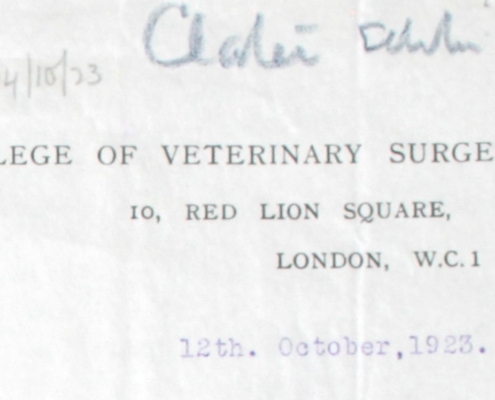 4/10/23
LEGE OF VETERINARY SURGE
10, RED LION SQUARE,
LONDON, W.C.1
12th. October, 1923.